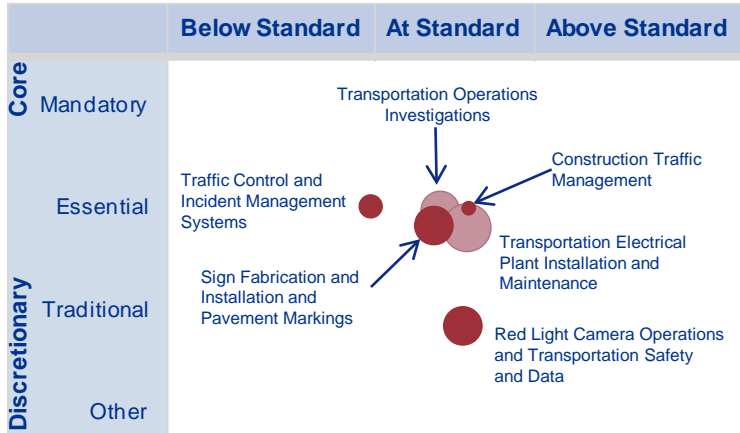 Below Standard
At Standard
Above Standard
Core
Mandatory
Transportation Operations
Investigations
Construction Traffic
Management
Traffic Control and
Incident Management
Systems
Essential
Transportation Electrical
Plant Installation and
Maintenance
Sign Fabrication and
Installation and
Pavement Markings
Discretionary
Traditional
Red Light Camera Operations
and Transportation Safety
and Data
Other